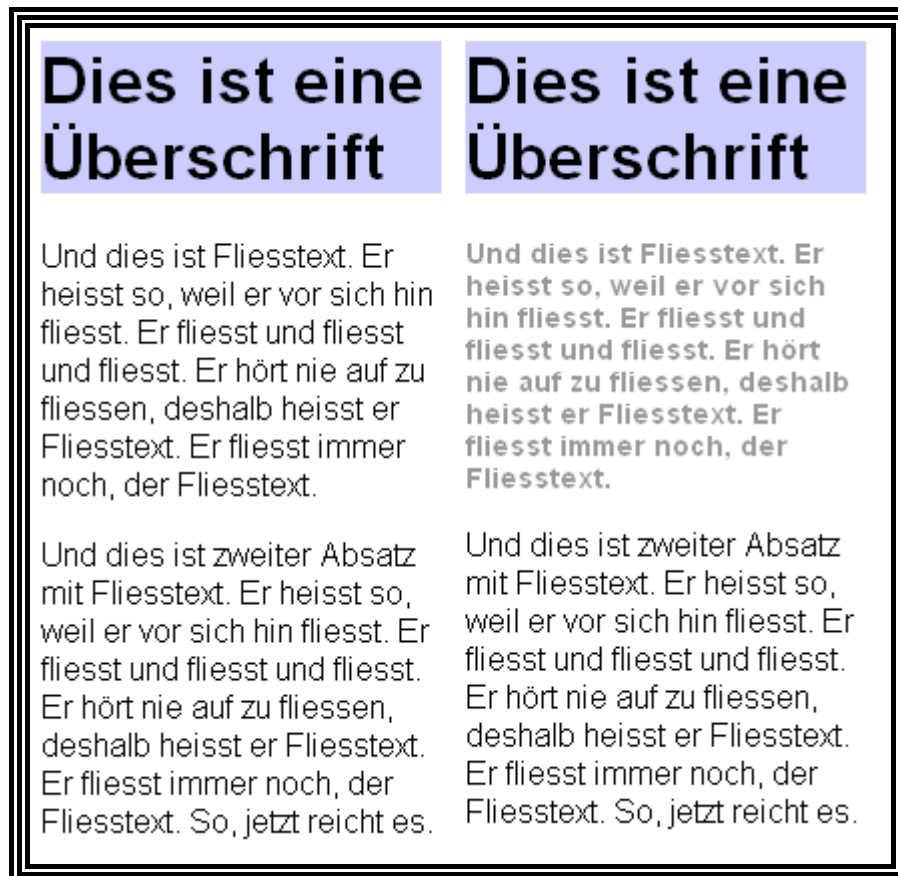 Dies ist eine
Überschrift
Und dies ist Fliesstext. Er
heisst so, weil er vor sich hin
fliesst. Er fliesst und fliesst
und fliesst. Er hört nie auf zu
fliessen, deshalb heisst er
Fliesstext. Er fliesst immer
noch, der Fliesstext.
Und dies ist zweiter Absatz
mit Fliesstext. Er heisst so,
weil er vor sich hin fliesst. Er
fliesst und fliesst und fliesst.
Er hört nie auf zu fliessen,
deshalb heisst er Fliesstext.
Er fliesst immer noch, der
Fliesstext. So, jetzt reicht es.
Dies ist eine
Überschrift
Und dies ist Fliesstext. Er
heisst so, weil er vor sich
hin fliesst. Er fliesst und
fliesst und fliesst. Er hört
nie auf zu fliessen, deshalb
heisst er Fliesstext. Er
fliesst immer noch, der
Fliesstext.
Und dies ist zweiter Absatz
mit Fliesstext. Er heisst so,
weil er vor sich hin fliesst. Er
fliesst und fliesst und fliesst.
Er hört nie auf zu fliessen,
deshalb heisst er Fliesstext.
Er fliesst immer noch, der
Fliesstext. So, jetzt reicht es.